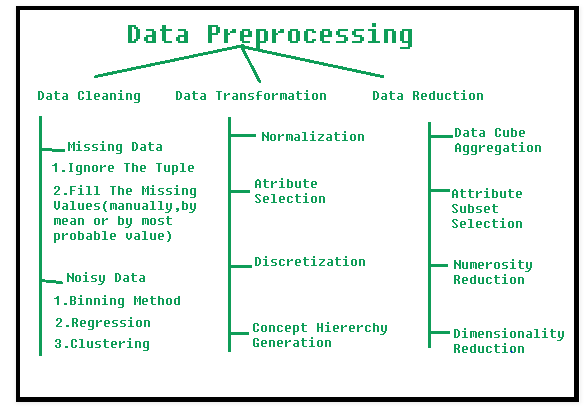 Data Preprocessing
Data Cleaning
Data Transformation
Data Reduction
Missing Data
1.Ignore The Tuple
2.Fill The Missing
Values(manually,by
mean or by most
probable value)
Noisy Data
1.Binning Method
2.Regression
3.Clustering
Normalization
Atribute
Selection
Discretization
Concept Hiererchy
Generation
Data Cube
Aggregation
Attribute
Subset
Selection
Numerosity
Reduction
Dimensionality
Reduction